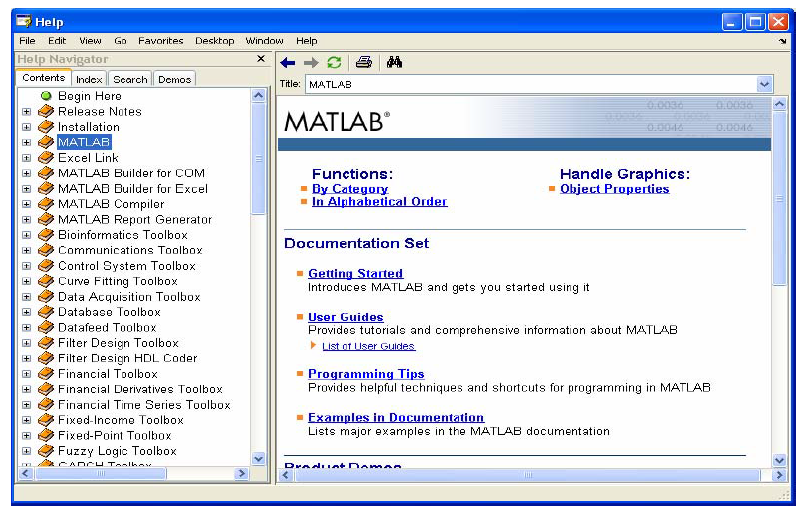 Help
File Edit View Go Favorites Desktop Window Help
Help Navigator
Contents Index Search Demos
Begin Here
Release Notes
Installation
MATLAB
Excel Link
MATLAB Builder for COM
MATLAB Builder for Excel
MATLAB Compiler
MATLAB Report Generator
Bioinformatics Toolbox
Communications Toolbox
Control System Toolbox
Curve Fitting Toolbox
Data Acquisition Toolbox
Database Toolbox
Datafeed Toolbox
Filter Design Toolbox
Filter Design HDL Coder
Financial Toolbox
Financial Derivatives Toolbox
Financial Time Series Toolbox
Fixed-Income Toolbox
Fixed-Point Toolbox
Fuzzy Logic Toolbox
GARCH Toolbox
Title: MATLAB
MATLAB®
0.0036 0.0036
0.0046 0.0046
Functions:
By Category
In Alphabetical Order
Handle Graphics:
Object Properties
Documentation Set
Getting Started
Introduces MATLAB and gets you started using it
User Guides
Provides tutorials and comprehensive information about MATLAB
List of User Guides
Programming Tips
Provides helpful techniques and shortcuts for programming in MATLAB
Examples in Documentation
Lists major examples in the MATLAB documentation
Product Demos